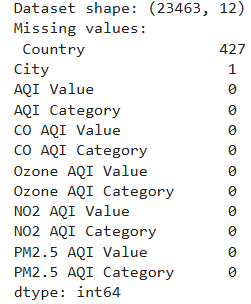 Dataset shape: (23463, 12)
Missing values:
Country 427
City 1
AQI Value 0
AQI Category 0
CO AQI Value 0
CO AQI Category 0
Ozone AQI Value 0
Ozone AQI Category 0
NO2 AQI Value 0
NO2 AQI Category 0
PM2.5 AQI Value 0
PM2.5 AQI Category 0
dtype: int64